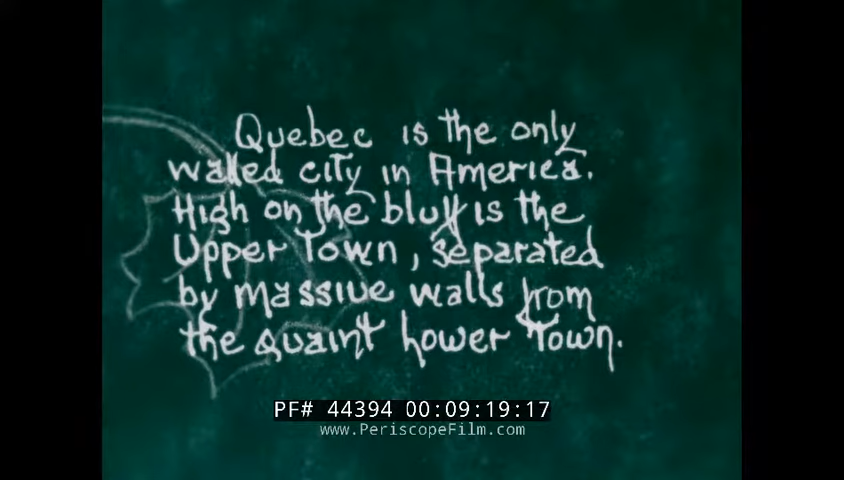 Quebec is the only
walled city in America.
High on the bluff is the
Upper Town, separated
by massive walls from
the quaint Lower Town.
PF# 44394 00:09:19:17
www.PeriscopeFilm.com